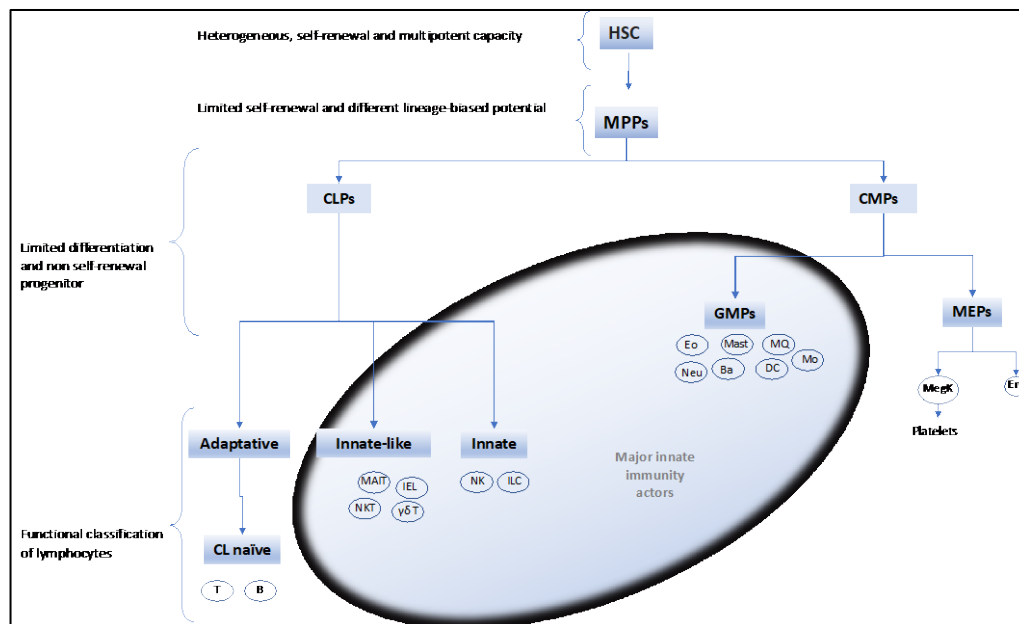 Heterogeneous, self-renewal and multipotent capacity
HSC
Limited self-renewal and different lineage-biased potential
MPPs
CLPs
CMPs
Limited differentiation
and non self-renewal
progenitor
GMPs
MEPs
Eo
Mast
MQ
Mo
Neu
Ba
DC
MegK
Platelets
Adaptative
Innate-like
Innate
Major innate
immunity
actors
MAIT
IEL
NK
ILC
NKT
γδ T
Functional classification
of lymphocytes
CL naïve
T
B